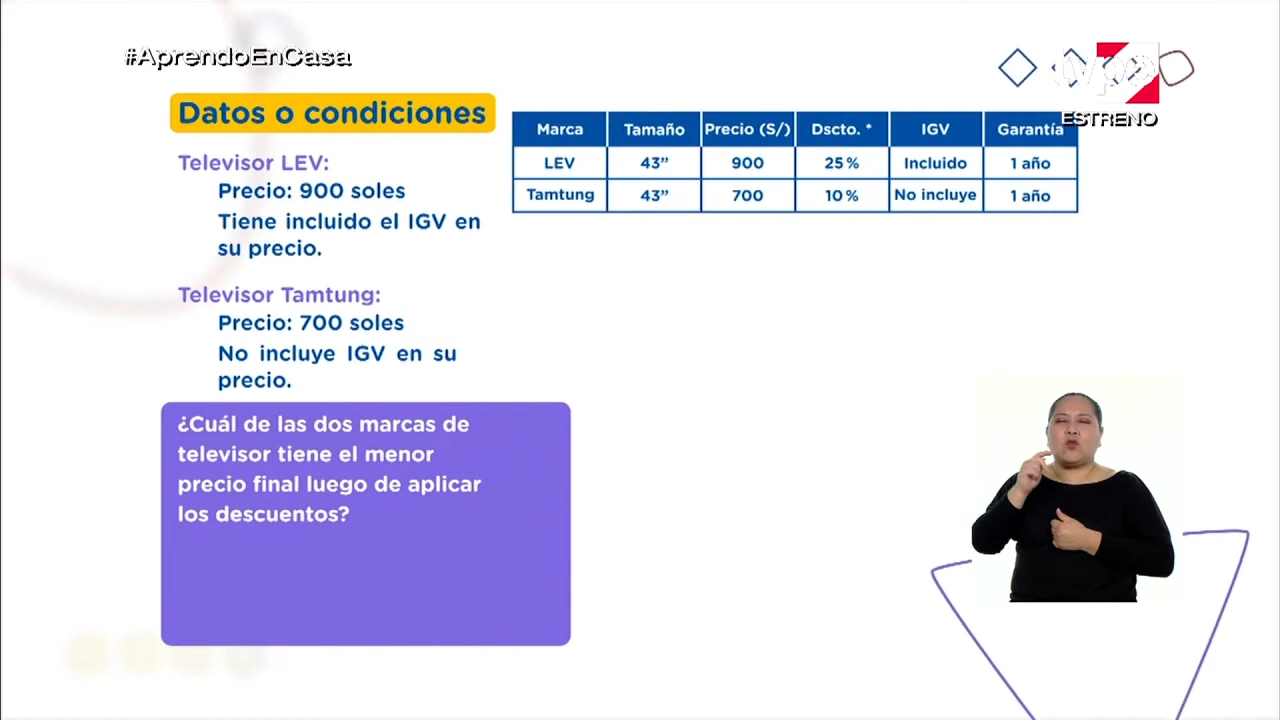 #AprendoEnCasa
ESTRENO
Datos o condiciones
Televisor LEV:
Precio: 900 soles
Tiene incluido el IGV en
su precio.
Televisor Tamtung:
Precio: 700 soles
No incluye IGV en su
precio.
¿Cuál de las dos marcas de
televisor tiene el menor
precio final luego de aplicar
los descuentos?
Marca Tamaño Precio (S/) Dscto. * IGV Garantía
LEV 43” 900 25 % Incluido 1 año
Tamtung 43” 700 10 % No incluye 1 año